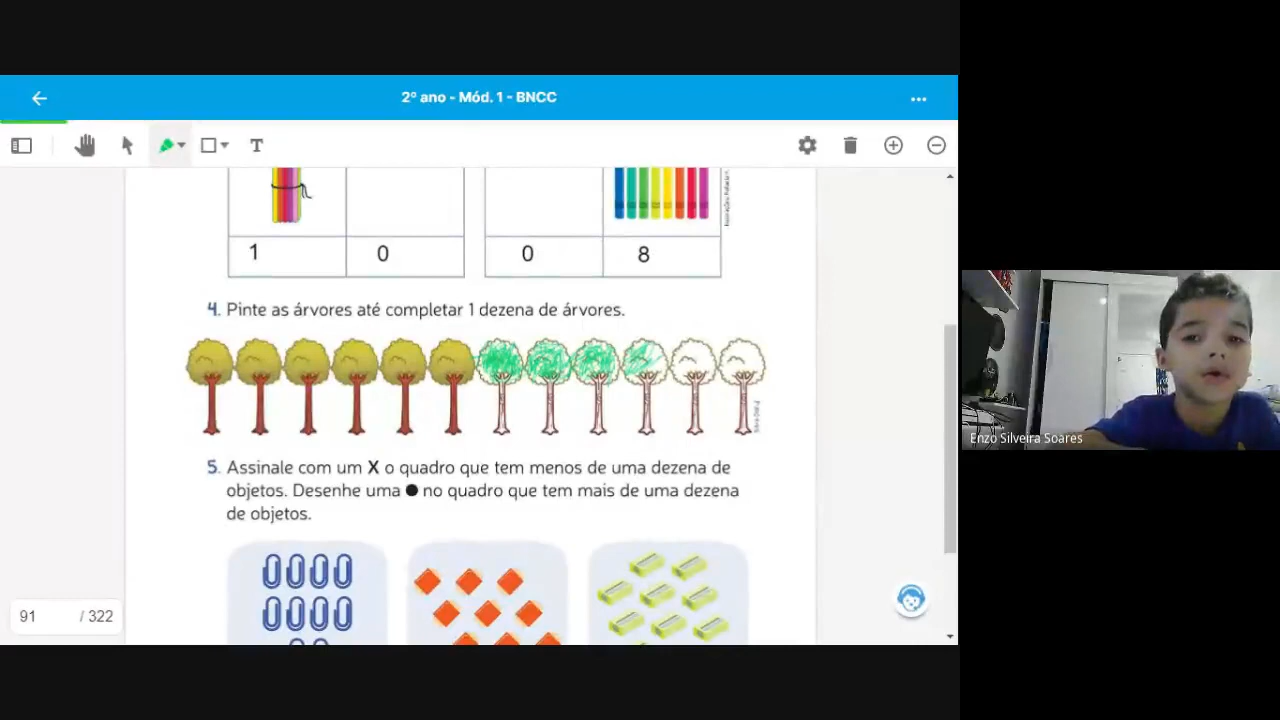 2º ano - Mód. 1 - BNCC
T
1 0 0 8
4. Pinte as árvores até completar 1 dezena de árvores.
5. Assinale com um X o quadro que tem menos de uma dezena de
objetos. Desenhe uma ● no quadro que tem mais de uma dezena
de objetos.
91 / 322
Enzo Silveira Soares